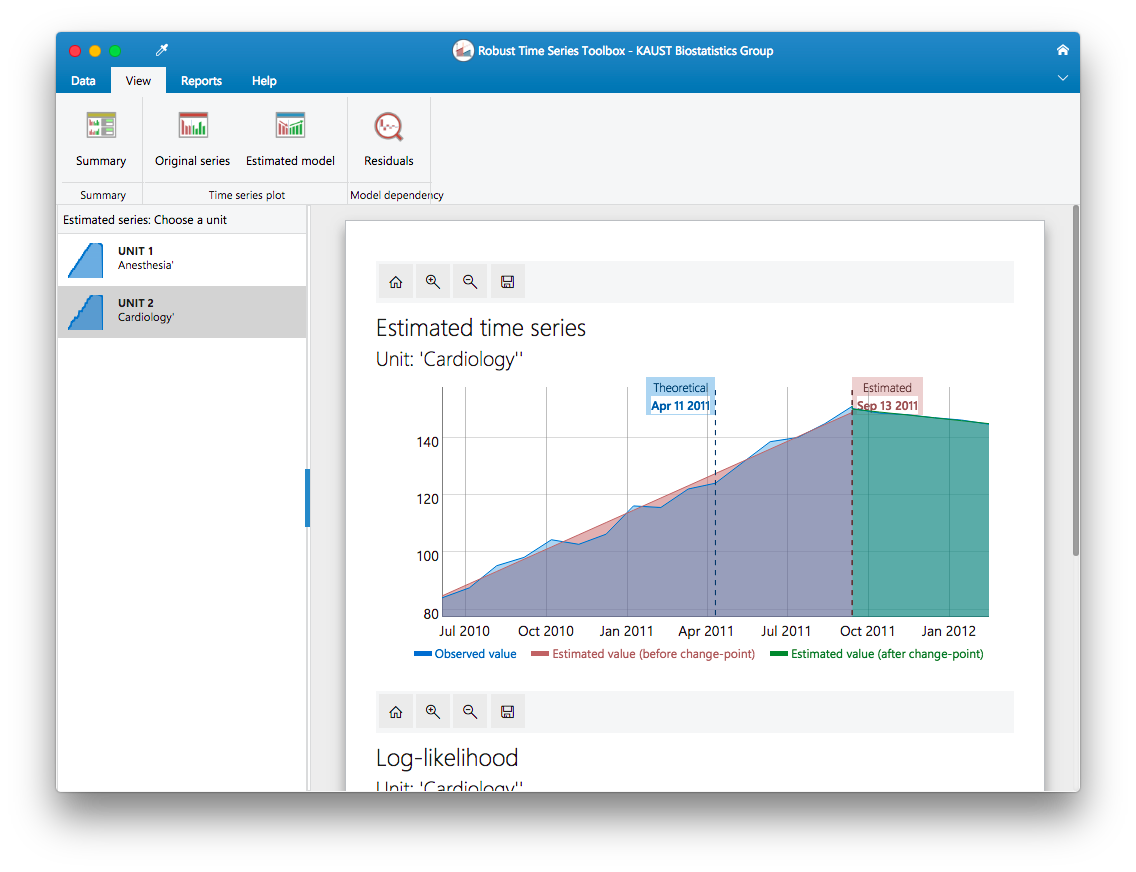 Robust Time Series Toolbox - KAUST Biostatistics Group
Data View Reports Help
Summary Original series Estimated model Residuals
Summary Time series plot Model dependency
Estimated series: Choose a unit
UNIT 1
Anesthesia'
UNIT 2
Cardiology'
Estimated time series
Unit: 'Cardiology''
Theoretical Estimated
Apr 11 2011 Sep 13 2011
140
120
100
80
Jul 2010 Oct 2010 Jan 2011 Apr 2011 Jul 2011 Oct 2011 Jan 2012
Observed value Estimated value (before change-point) Estimated value (after change-point)
Log-likelihood
Unit: 'Cardiology''